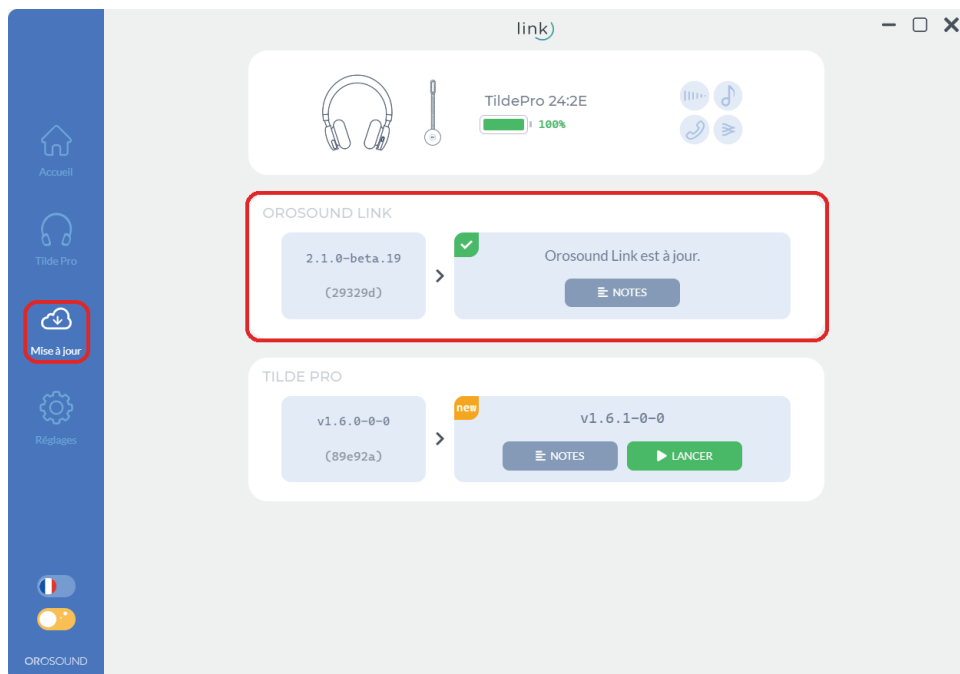 link)
TildePro 24:2E
100%
Accueil
Tilde Pro
Mise à jour
Réglages
OROSOUND
OROSOUND LINK
2.1.0-beta.19
(29329d)
Orosound Link est à jour.
NOTES
TILDE PRO
v1.6.0-0-0
(89e92a)
new
v1.6.1-0-0
NOTES
LANCER